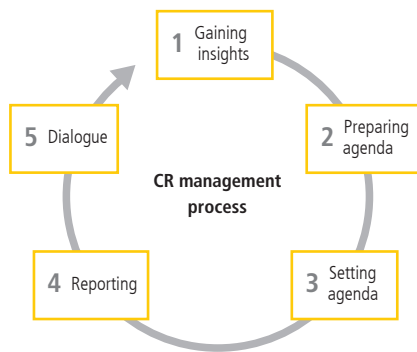 1 Gaining
insights
2 Preparing
agenda
3 Setting
agenda
4 Reporting
5 Dialogue
CR management
process